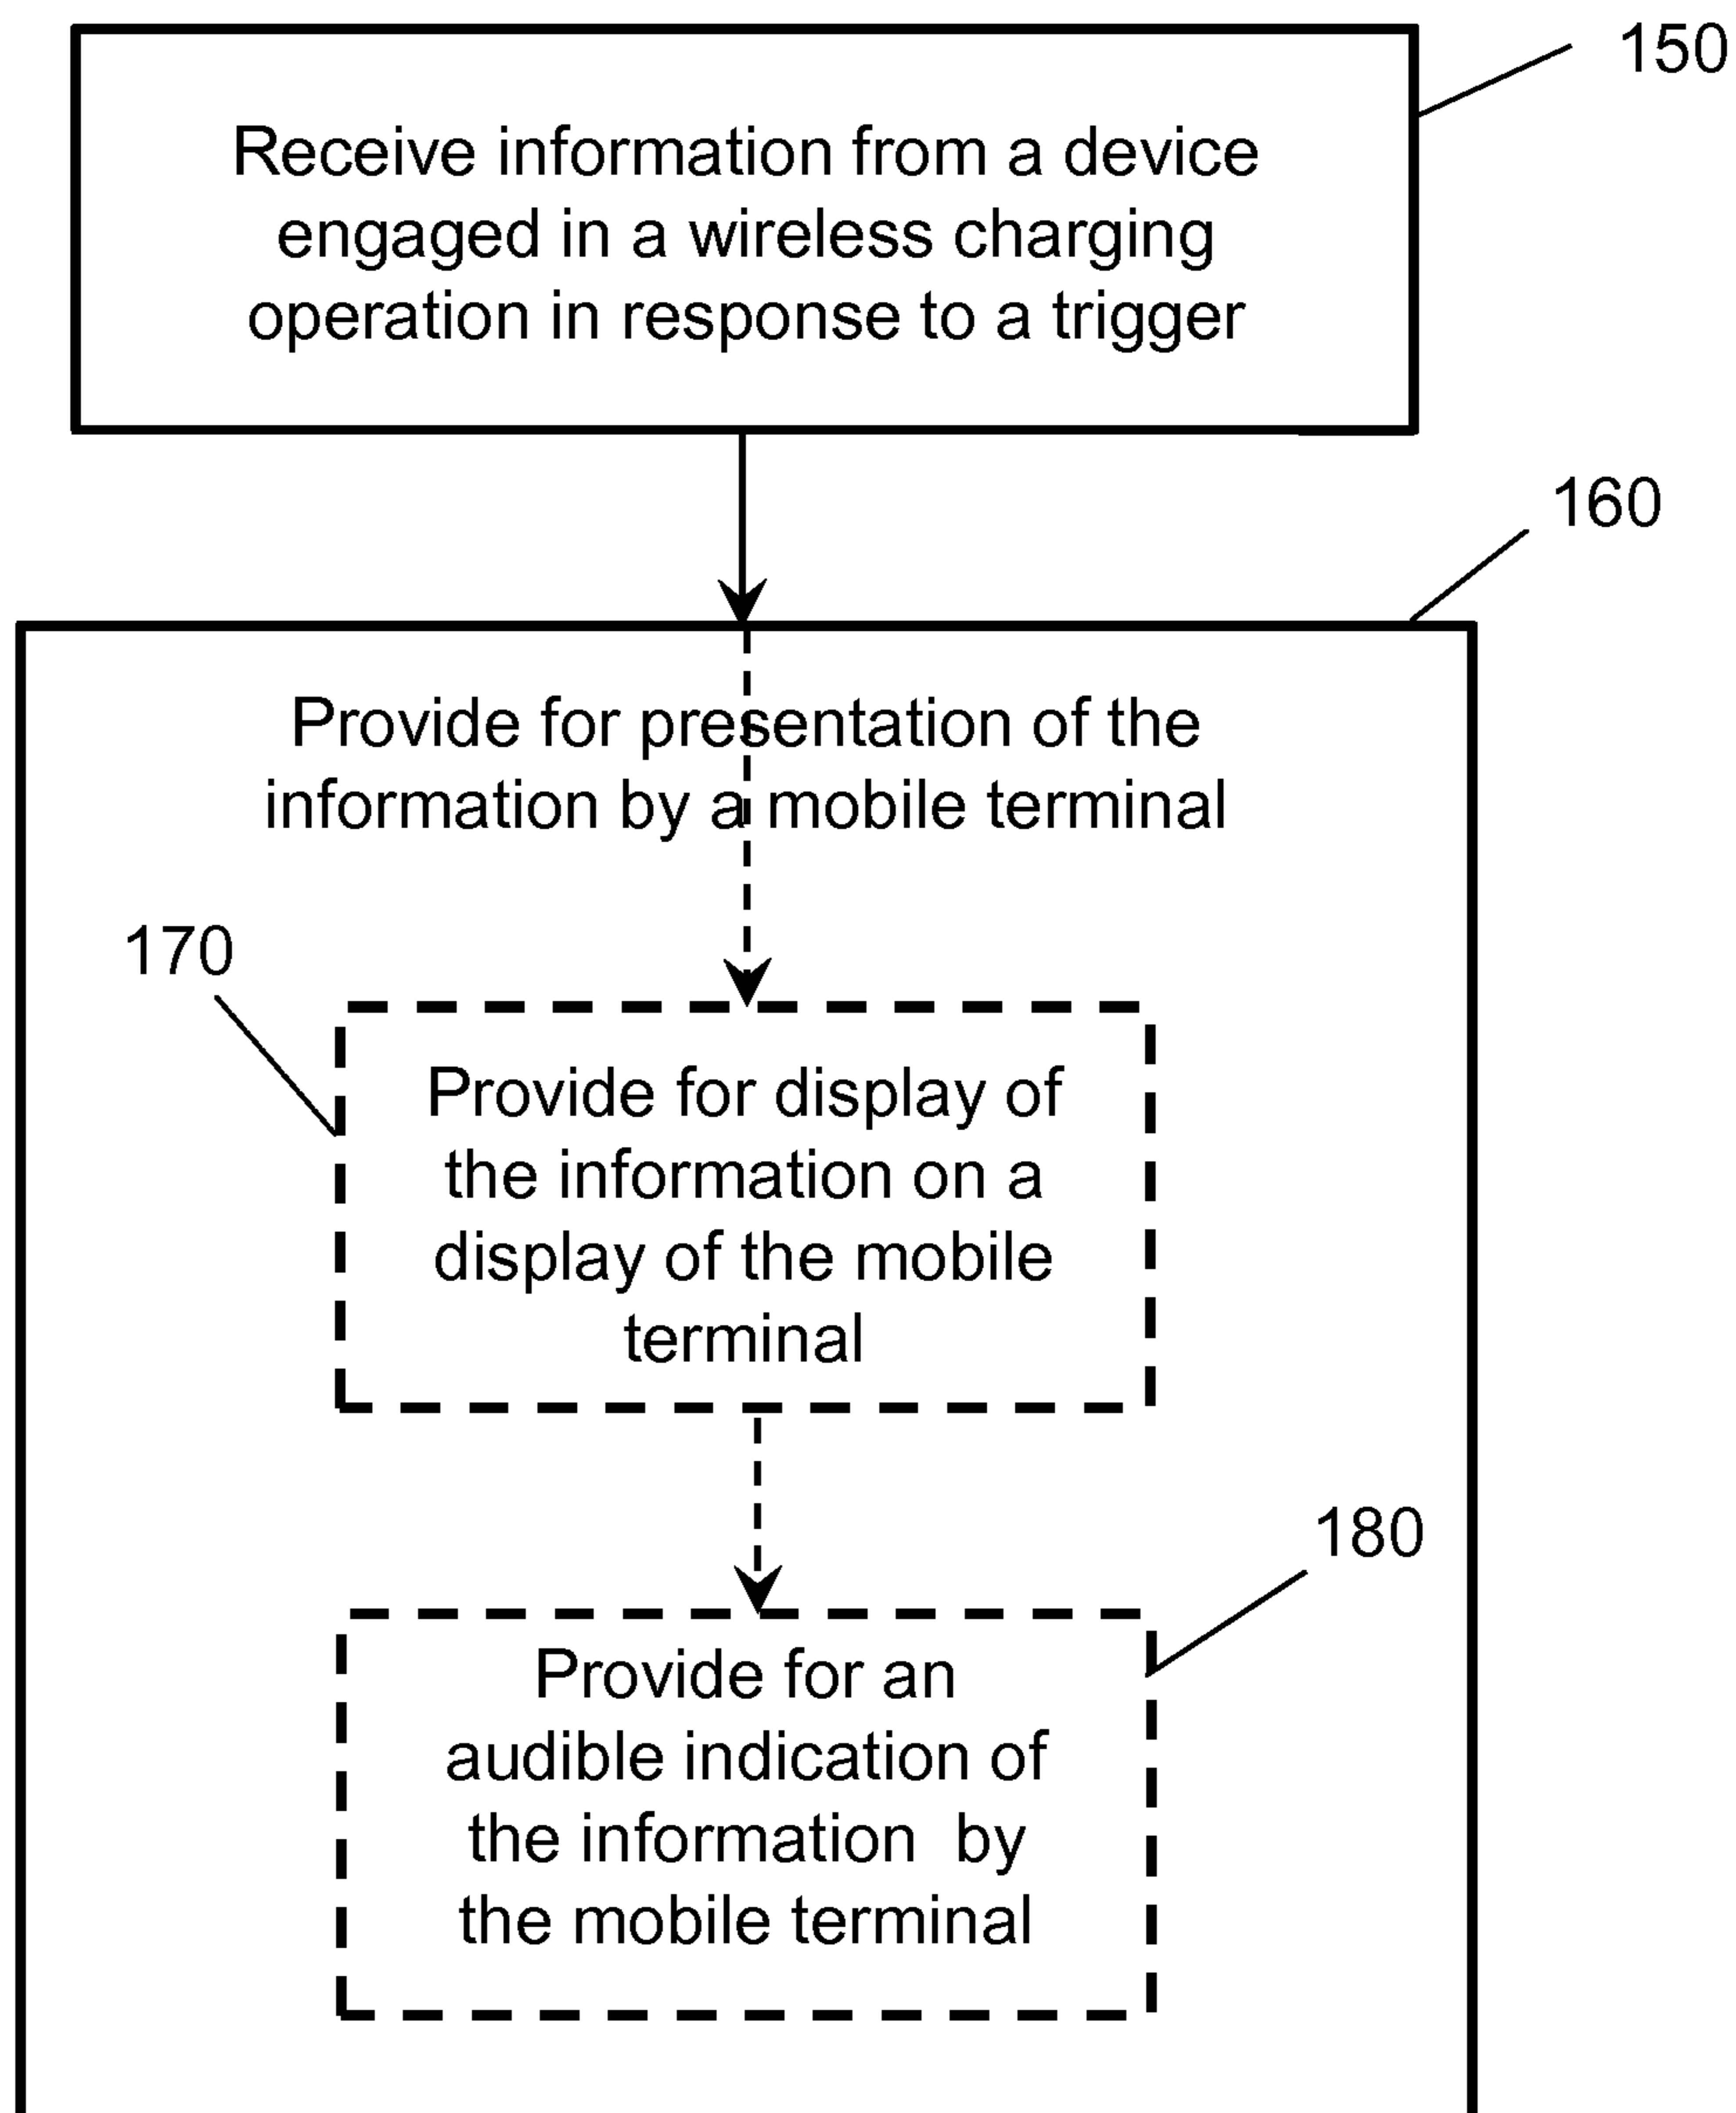 150
Receive information from a device
engaged in a wireless charging
operation in response to a trigger
160
Provide for presentation of the
information by a mobile terminal
170
Provide for display of
the information on a
display of the mobile
terminal
180
Provide for an
audible indication of
the information by
the mobile terminal